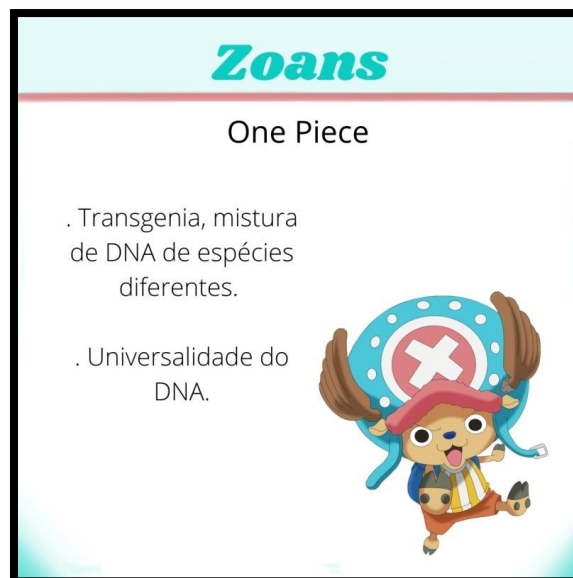 Zoans
One Piece
. Transgenia, mistura
de DNA de espécies
diferentes.
. Universalidade do
DNA.